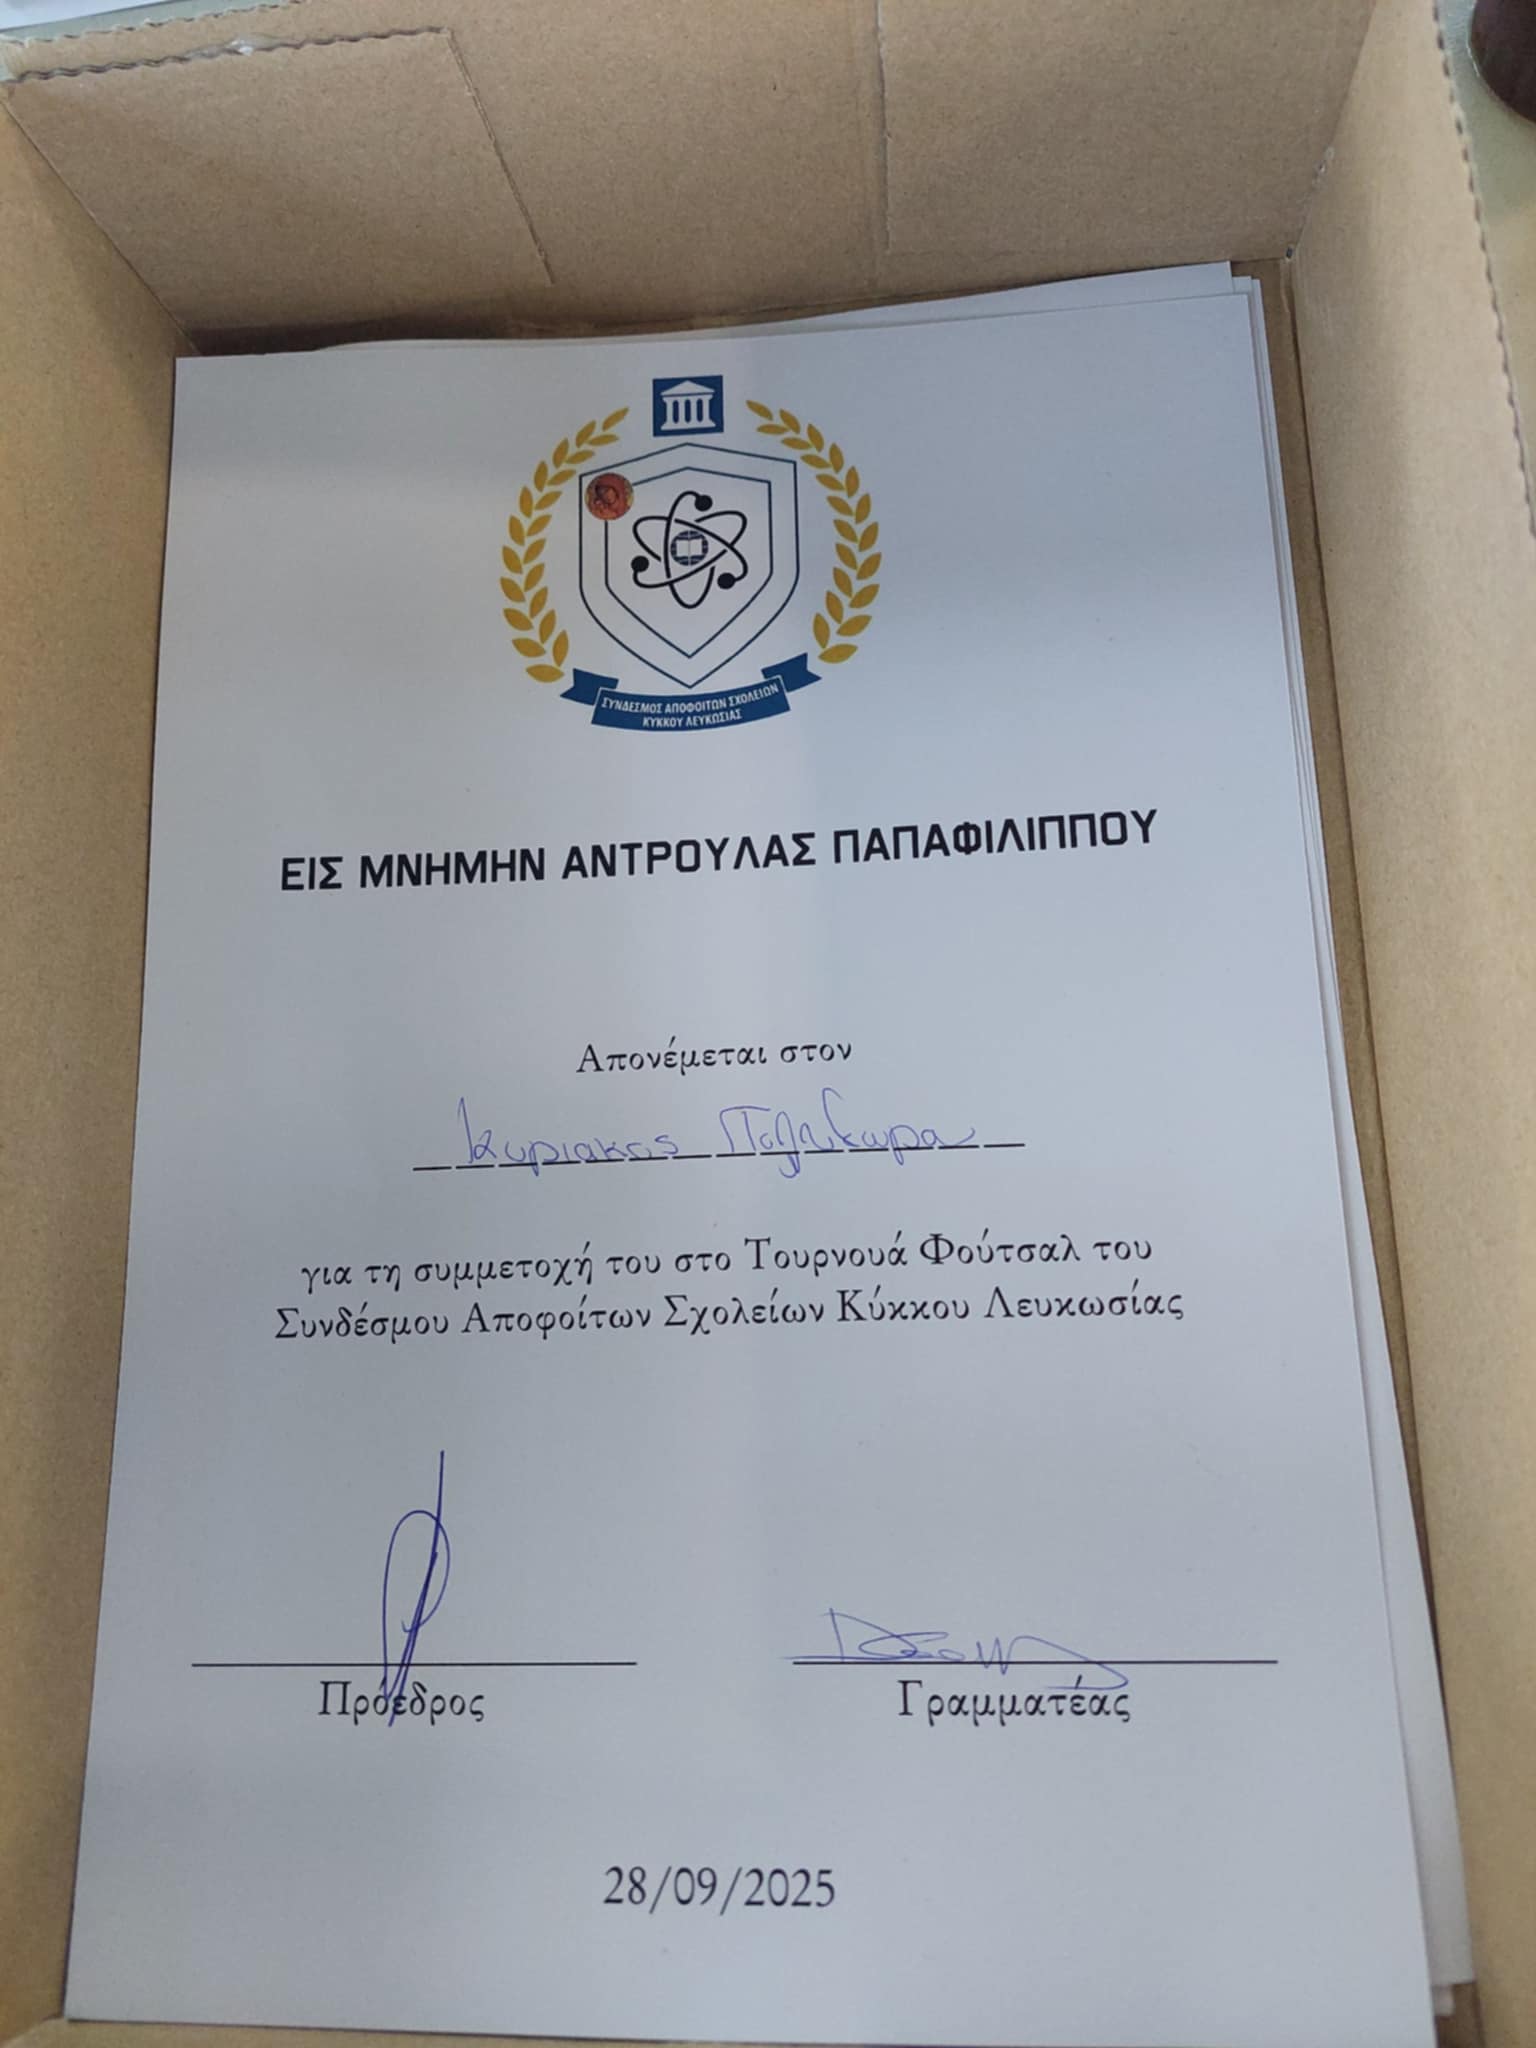 ΣΥΝΔΕΣΜΟΣ ΑΠΟΦΟΙΤΩΝ ΣΧΟΛΕΙΩΝ
ΚΥΚΚΟΥ ΛΕΥΚΩΣΙΑΣ
ΕΙΣ ΜΝΗΜΗΝ ΑΝΤΡΟΥΛΑΣ ΠΑΠΑΦΙΛΙΠΠΟΥ
Απονέμεται στον
Κυριακος
για τη συμμετοχή του στο Τουρνουά Φούτσαλ του
Συνδέσμου Αποφοίτων Σχολείων Κύκκου Λευκωσίας
Πρόεδρος
Γραμματέας
28/09/2025